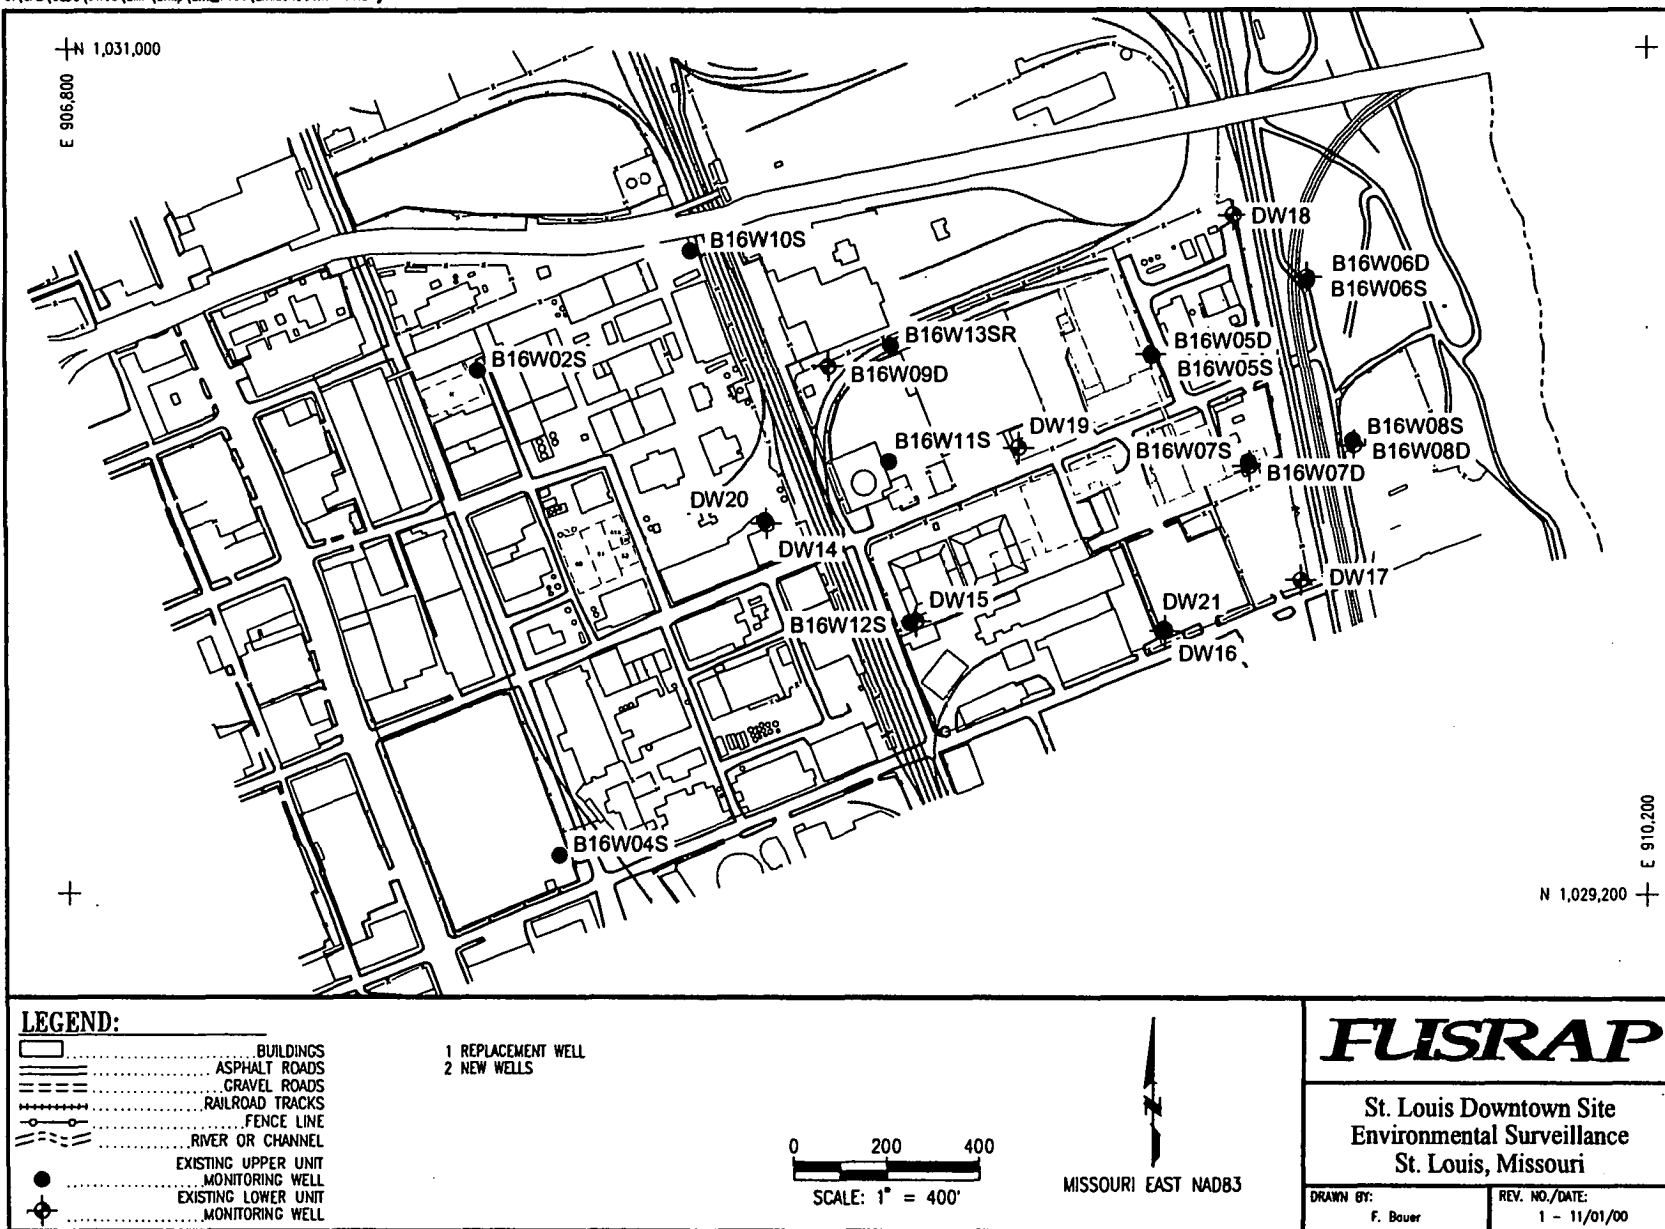 N 1,031,000
E 906,800
DW18
B16W10S
B16W06D
B16W06S
B16W13SR
B16W05D
B16W02S
B16W09D
B16W05S
DW19
B16W08S
B16W11S
B16W07S
B16W08D
B16W07D
DW20
DW14
DW17
DW15
DW21
B16W12S
DW16
B16W04S
E 910,200
N 1,029,200
LEGEND:
BUILDINGS
ASPHALT ROADS
GRAVEL ROADS
RAILROAD TRACKS
FENCE LINE
RIVER OR CHANNEL
EXISTING UPPER UNIT
MONITORING WELL
EXISTING LOWER UNIT
MONITORING WELL
1 REPLACEMENT WELL
2 NEW WELLS
0 200 400
SCALE: 1" = 400'
N
MISSOURI EAST NAD83
FUSRAP
St. Louis Downtown Site
Environmental Surveillance
St. Louis, Missouri
DRAWN BY:
F. Bauer
REV. NO./DATE:
1 - 11/01/00